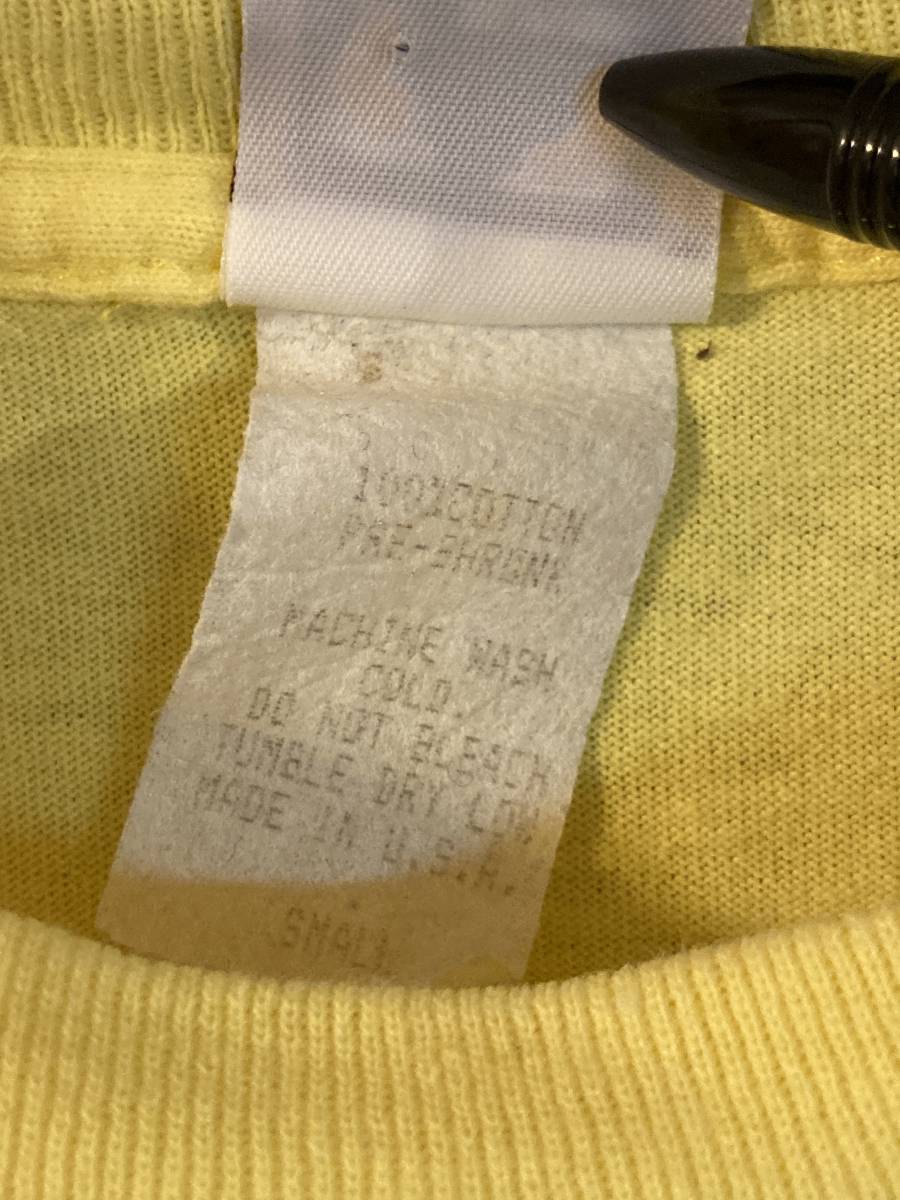 100%COTTON
PRE-SHRUNK
MACHINE WASH
COLD.
DO NOT BLEACH
TUMBLE DRY LOW
MADE IN U.S.A.
SMALL